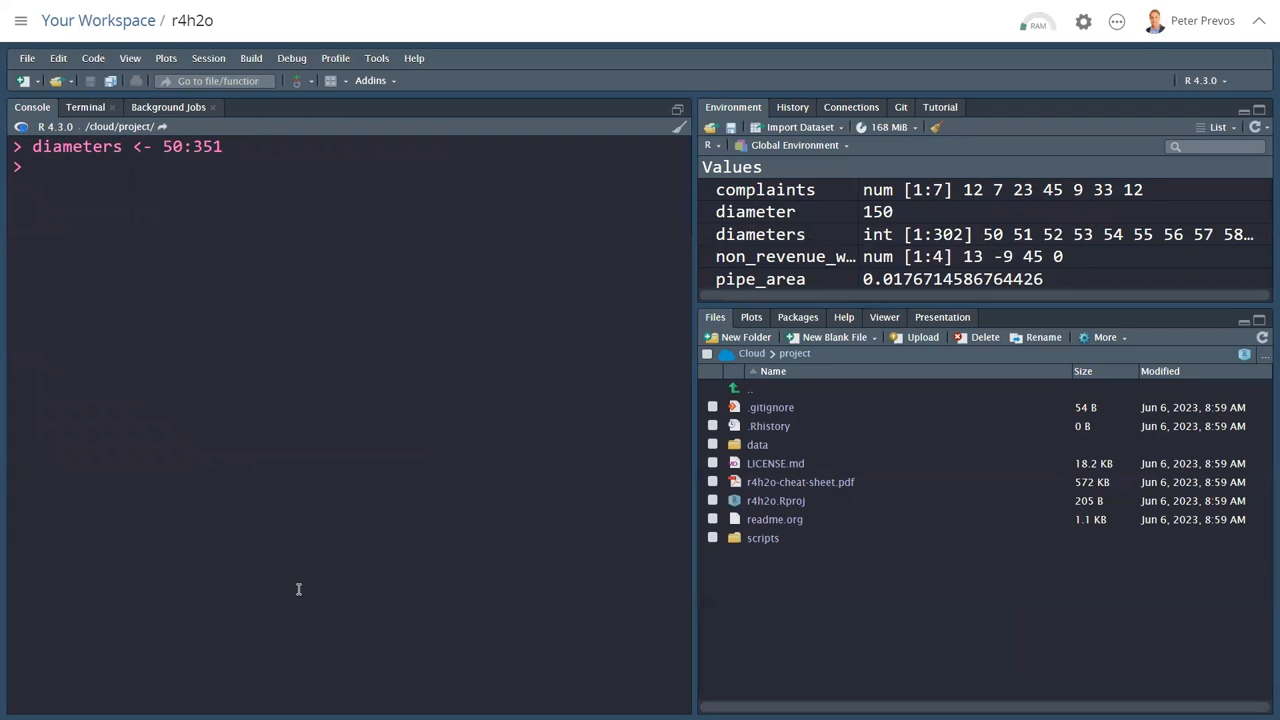 Your Workspace / r4h2o
RAM
Peter Prevos
File Edit Code View Plots Session Build Debug Profile Tools Help
Go to file/function Addins
R 4.3.0
Console Terminal Background Jobs
R 4.3.0 · /cloud/project/
> diameters <- 50:351
>
Environment History Connections Git Tutorial
Import Dataset 168 MiB List
R Global Environment
Values
complaints num [1:7] 12 7 23 45 9 33 12
diameter 150
diameters int [1:302] 50 51 52 53 54 55 56 57 58…
non_revenue_w… num [1:4] 13 -9 45 0
pipe_area 0.0176714586764426
Files Plots Packages Help Viewer Presentation
New Folder New Blank File Upload Delete Rename More
Cloud > project ...
Name Size Modified
..
.gitignore 54 B Jun 6, 2023, 8:59 AM
.Rhistory 0 B Jun 6, 2023, 8:59 AM
data
LICENSE.md 18.2 KB Jun 6, 2023, 8:59 AM
r4h2o-cheat-sheet.pdf 572 KB Jun 6, 2023, 8:59 AM
r4h2o.Rproj 205 B Jun 6, 2023, 8:59 AM
readme.org 1.1 KB Jun 6, 2023, 8:59 AM
scripts